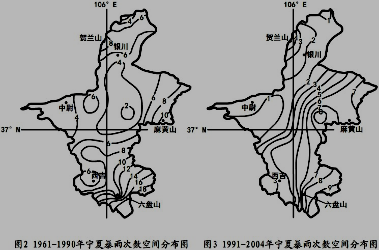 106° E
贺兰山
银川
中卫
37° N
麻黄山
西吉
六盘山
图2 1961-1990年宁夏暴雨次数空间分布图
106° E
贺兰山
银川
中卫
37° N
麻黄山
西吉
六盘山
图3 1991-2004年宁夏暴雨次数空间分布图